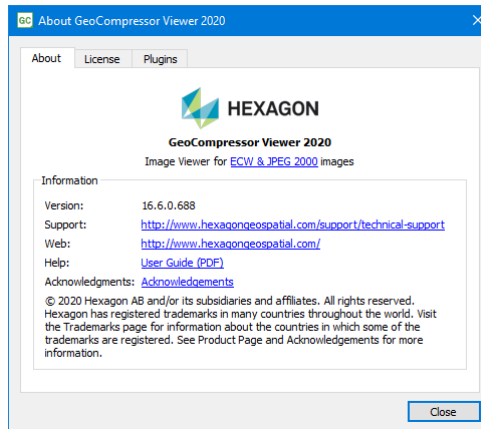 GC About GeoCompressor Viewer 2020
About License Plugins
HEXAGON
GeoCompressor Viewer 2020
Image Viewer for ECW & JPEG 2000 images
Information
Version: 16.6.0.688
Support: http://www.hexagongeospatial.com/support/technical-support
Web: http://www.hexagongeospatial.com/
Help: User Guide (PDF)
Acknowledgments: Acknowledgements
© 2020 Hexagon AB and/or its subsidiaries and affiliates. All rights reserved.
Hexagon has registered trademarks in many countries throughout the world. Visit
the Trademarks page for information about the countries in which some of the
trademarks are registered. See Product Page and Acknowledgements for more
information.
Close